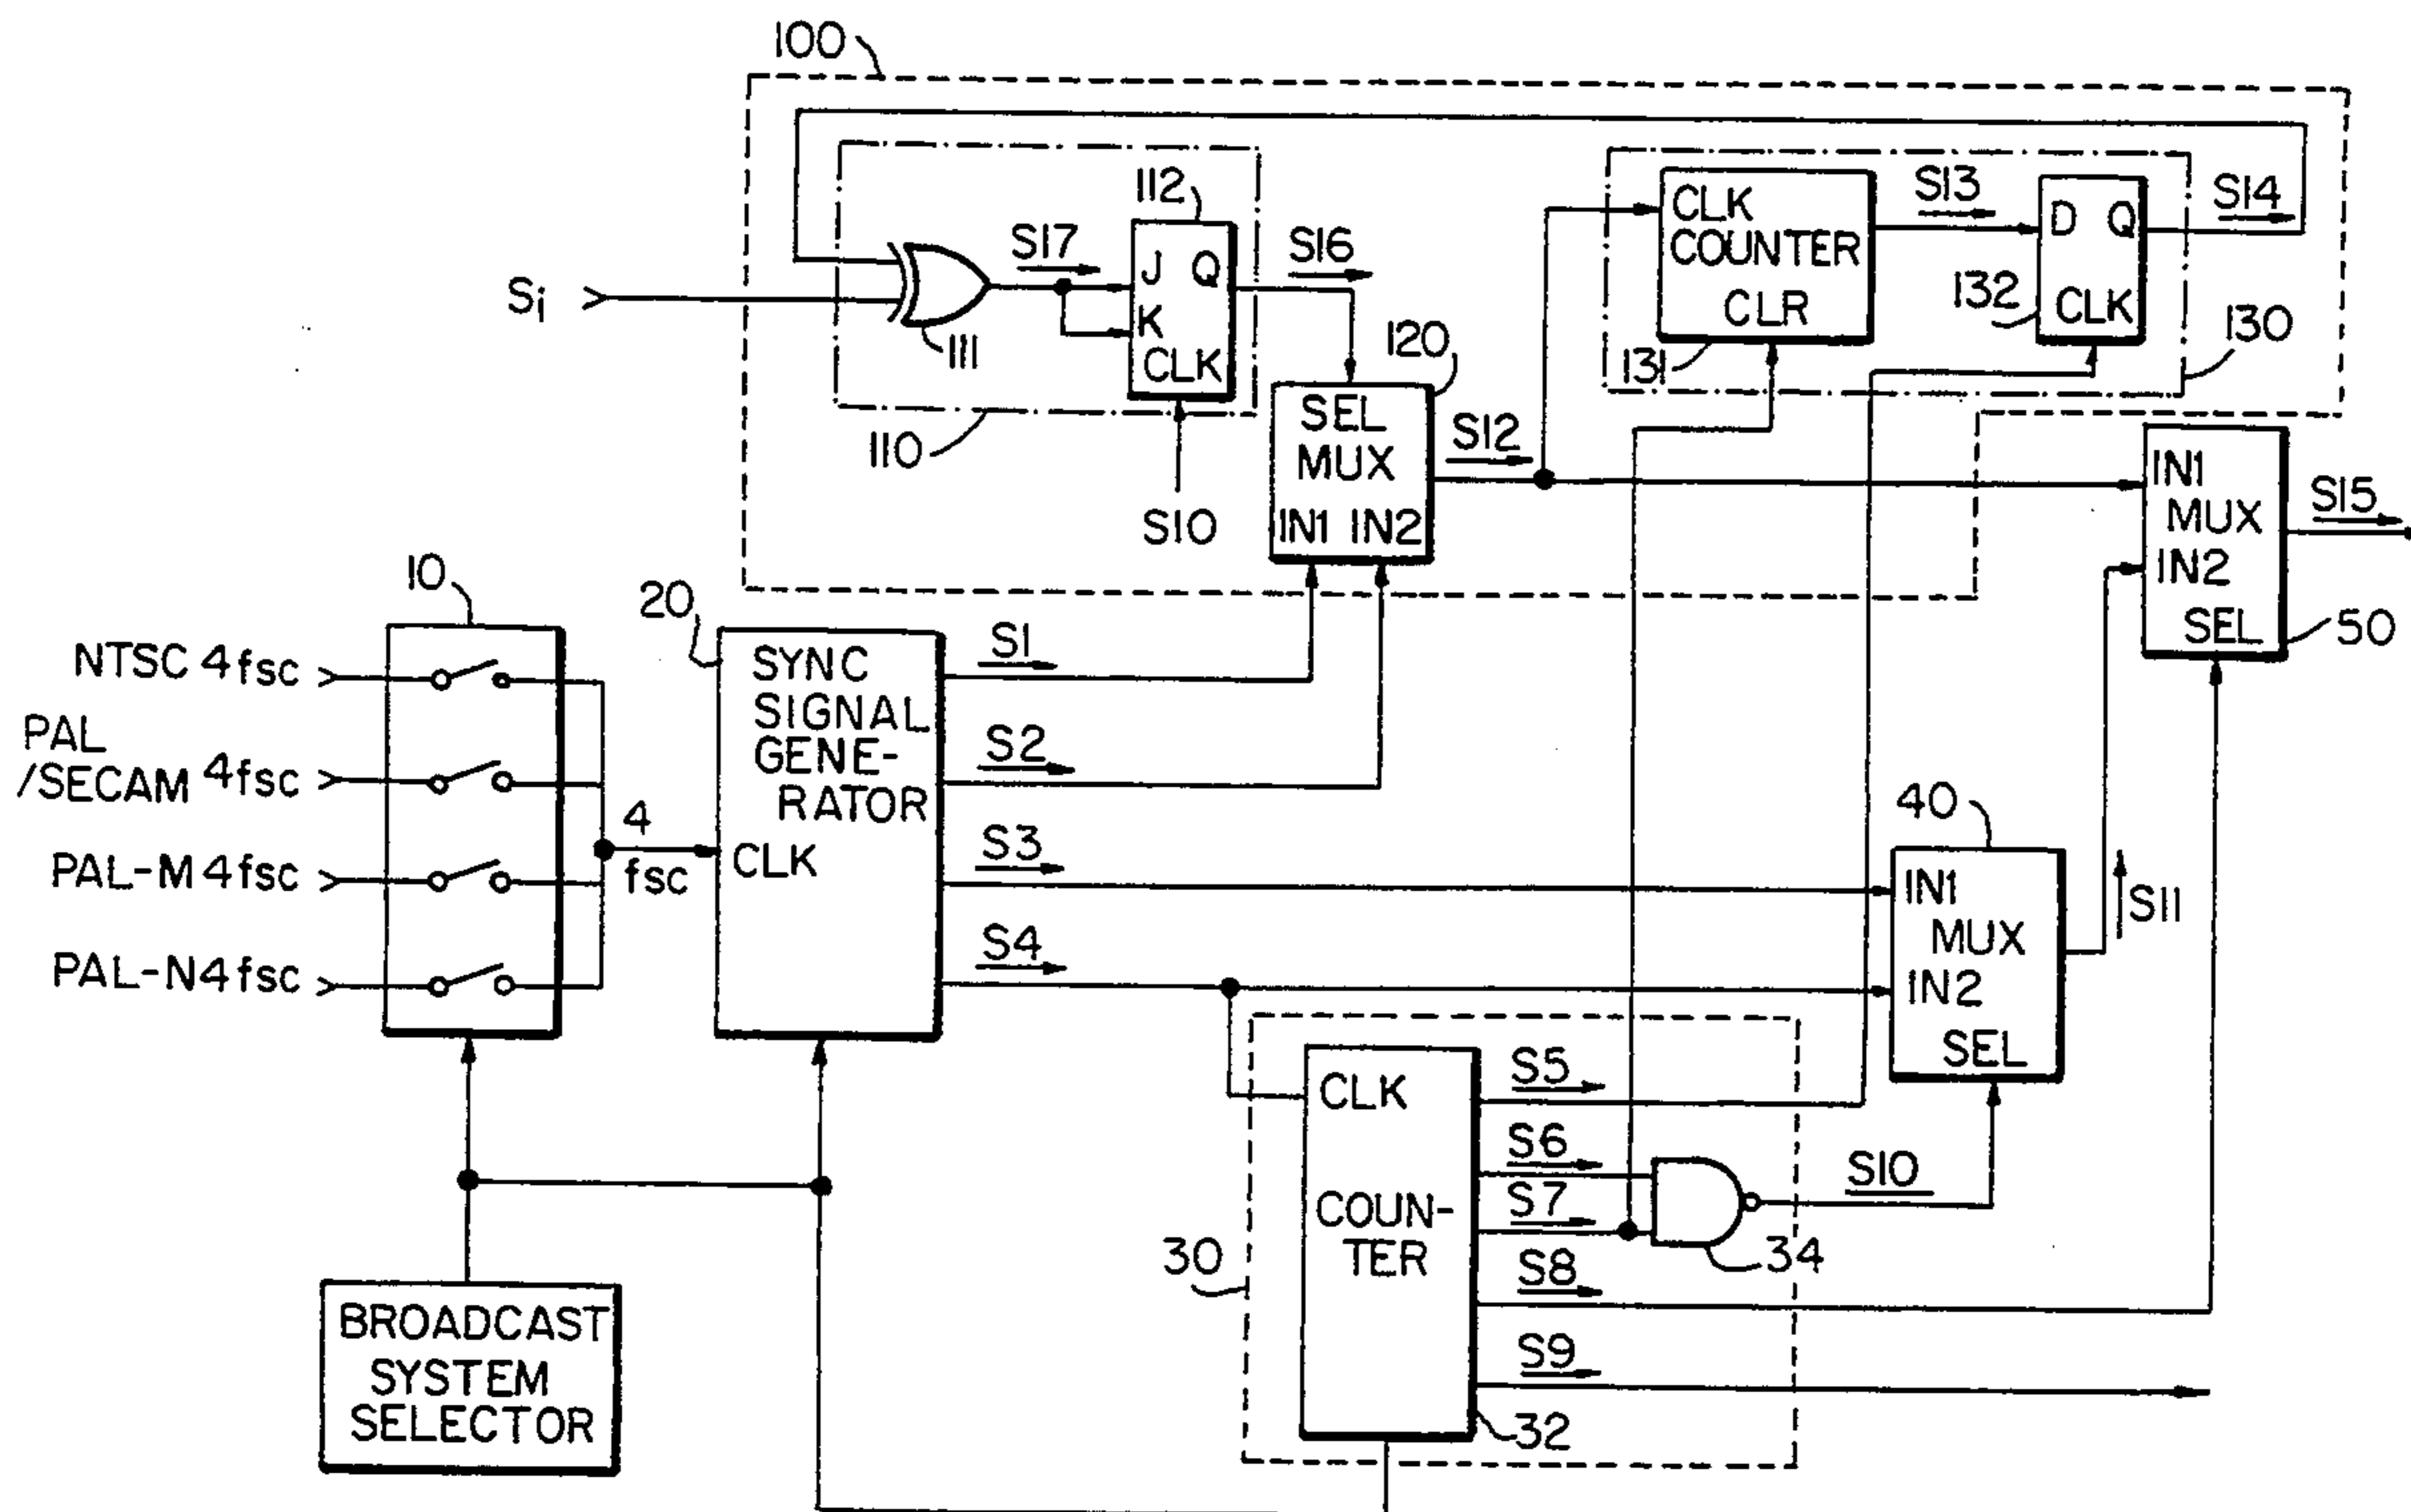 100
112
S17
J Q
K
CLK
S16
Si
111
110
S10
120
SEL
MUX
IN1 IN2
S12
CLK
COUNTER
CLR
131
S13
D Q
CLK
132
S14
130
IN1
MUX
IN2
SEL
50
S15
10
NTSC 4fsc
PAL
/SECAM 4fsc
PAL-M 4fsc
PAL-N 4fsc
4
fsc
20
SYNC
SIGNAL
GENE-
RATOR
CLK
S1
S2
S3
S4
40
IN1
MUX
IN2
SEL
S11
30
CLK
COUN-
TER
32
S5
S6
S7
S8
S9
34
S10
BROADCAST
SYSTEM
SELECTOR